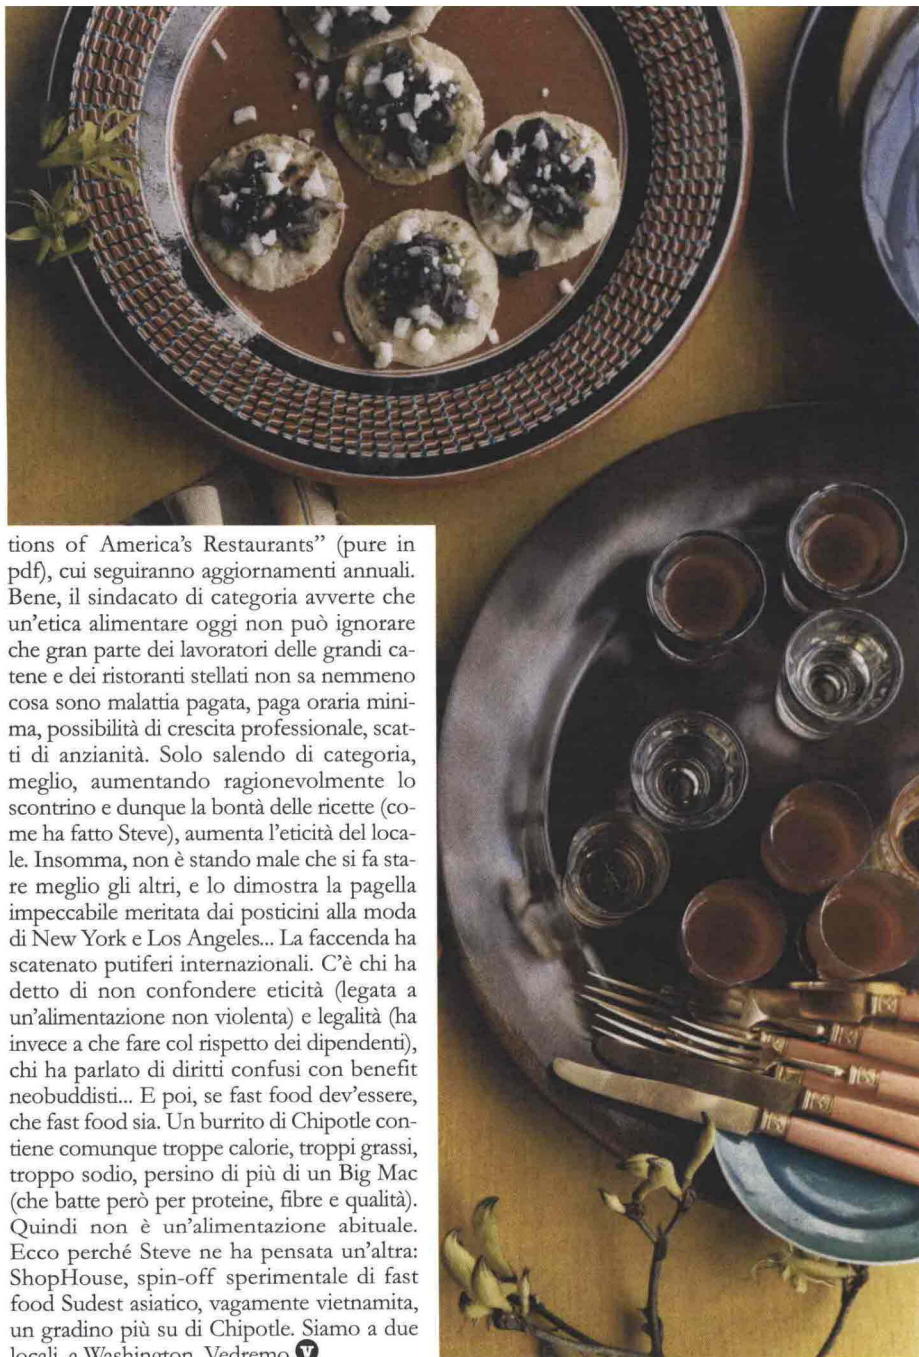 tions of America's Restaurants” (pure in
pdf), cui seguiranno aggiornamenti annuali.
Bene, il sindacato di categoria avverte che
un'etica alimentare oggi non può ignorare
che gran parte dei lavoratori delle grandi ca-
tene e dei ristoranti stellati non sa nemmeno
cosa sono malattia pagata, paga oraria mini-
ma, possibilità di crescita professionale, scat-
ti di anzianità. Solo salendo di categoria,
meglio, aumentando ragionevolmente lo
scontrino e dunque la bontà delle ricette (co-
me ha fatto Steve), aumenta l'eticità del loca-
le. Insomma, non è stando male che si fa sta-
re meglio gli altri, e lo dimostra la pagella
impeccabile meritata dai posticini alla moda
di New York e Los Angeles... La faccenda ha
scatenato putiferi internazionali. C'è chi ha
detto di non confondere eticità (legata a
un'alimentazione non violenta) e legalità (ha
invece a che fare col rispetto dei dipendenti),
chi ha parlato di diritti confusi con benefit
neobuddisti... E poi, se fast food dev'essere,
che fast food sia. Un burrito di Chipotle con-
tiene comunque troppe calorie, troppi grassi,
troppo sodio, persino di più di un Big Mac
(che batte però per proteine, fibre e qualità).
Quindi non è un'alimentazione abituale.
Ecco perché Steve ne ha pensata un'altra:
ShopHouse, spin-off sperimentale di fast
food Sudest asiatico, vagamente vietnamita,
un gradino più su di Chipotle. Siamo a due
locali, a Washington. Vedremo. V